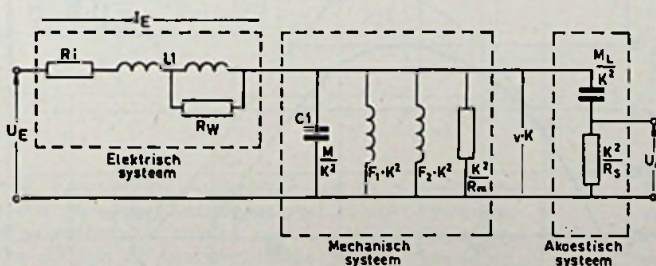 I_E
Ri
L1
R_W
U_E
Elektrisch
systeem
C1
M
K²
F₁·K²
F₂·K²
K²
R_m
v·K
Mechanisch
systeem
M_L
K²
K²
R_S
U
Akoestisch
systeem